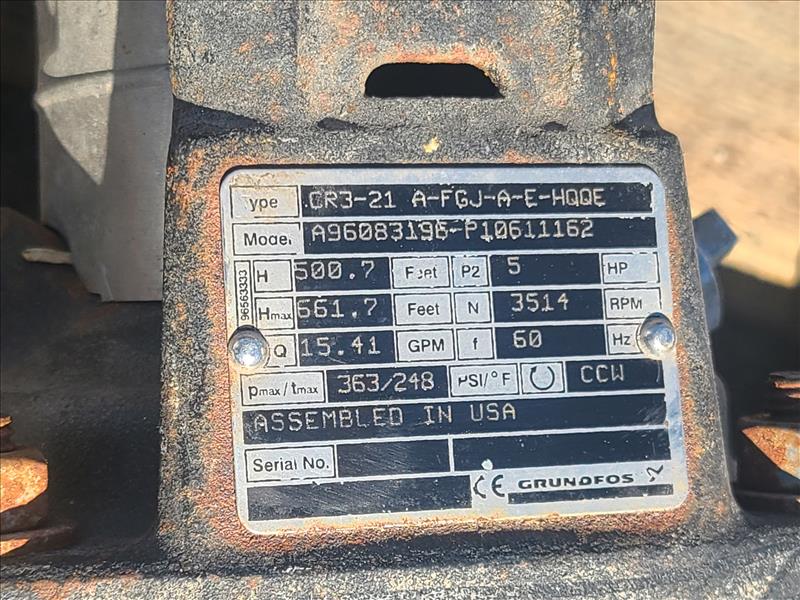 Type CR3-21 A-FGJ-A-E-HQQE
Model A96083196-P10611162
96563333
H 500.7 Feet P2 5 HP
Hmax 661.7 Feet N 3514 RPM
Q 15.41 GPM f 60 Hz
pmax/tmax 363/248 PSI/°F CCW
ASSEMBLED IN USA
Serial No.
CE GRUNDFOS